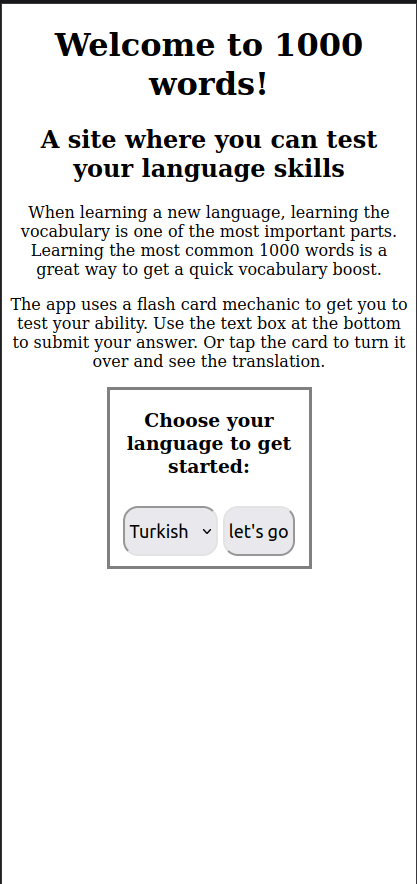 Welcome to 1000
words!
A site where you can test
your language skills
When learning a new language, learning the
vocabulary is one of the most important parts.
Learning the most common 1000 words is a
great way to get a quick vocabulary boost.
The app uses a flash card mechanic to get you to
test your ability. Use the text box at the bottom
to submit your answer. Or tap the card to turn it
over and see the translation.
Choose your
language to get
started:
Turkish let's go